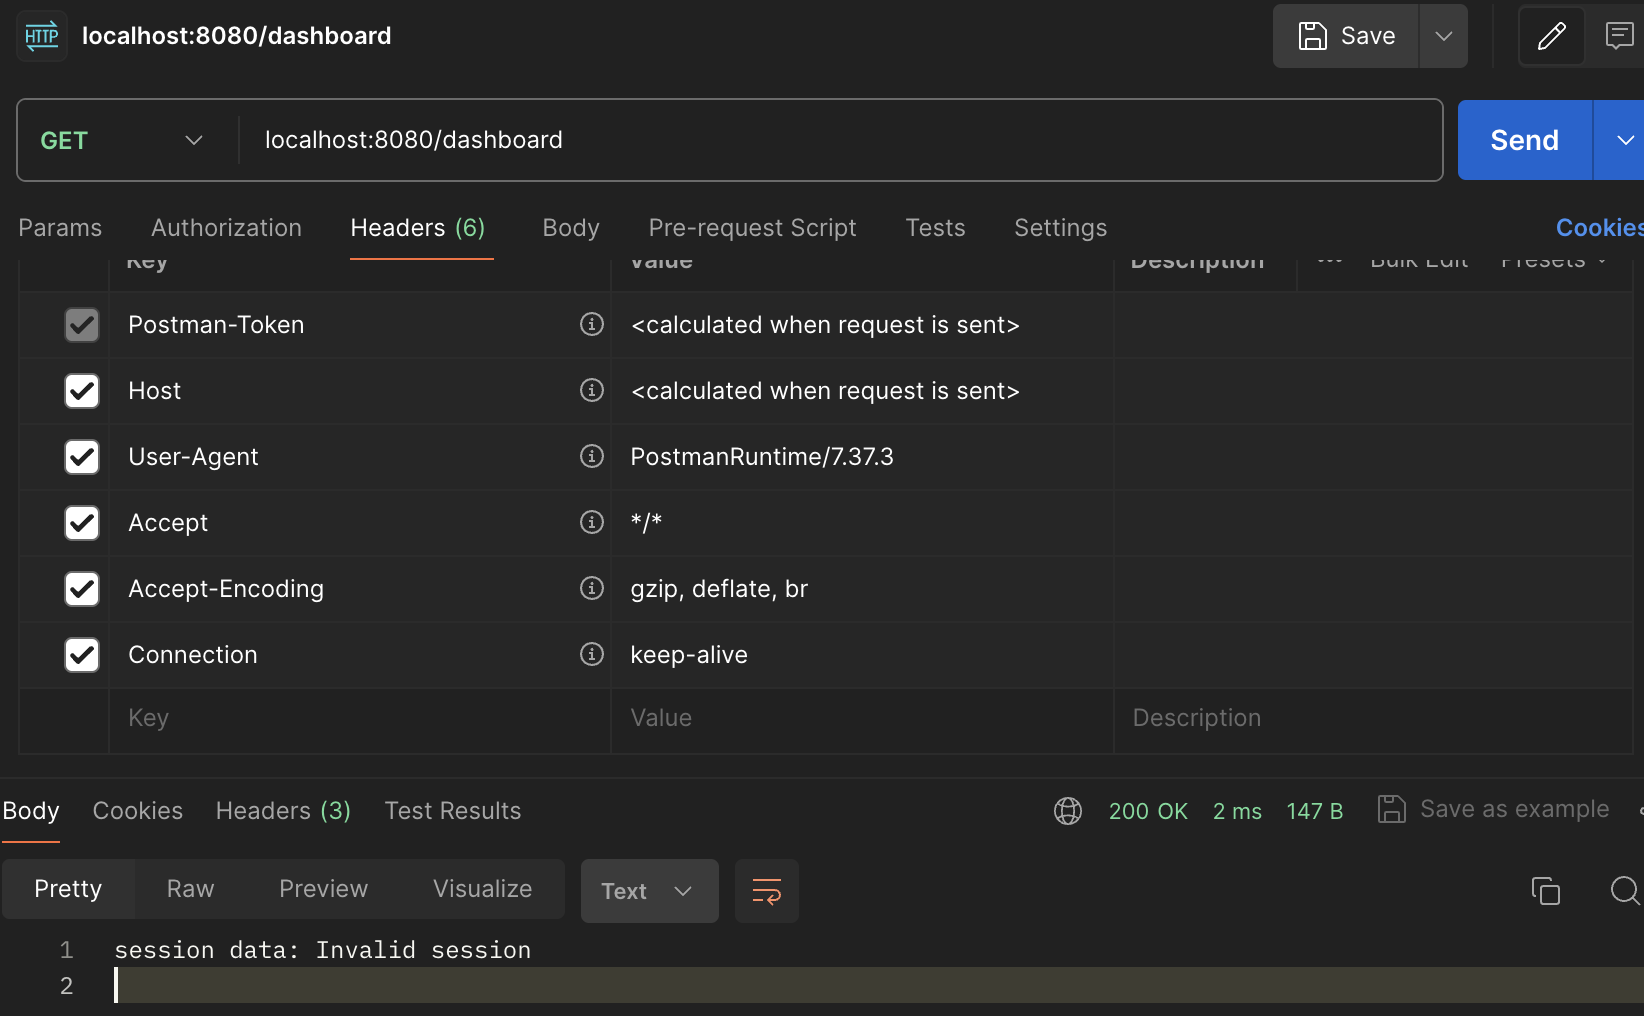 HTTP localhost:8080/dashboard Save
GET localhost:8080/dashboard Send
Params Authorization Headers (6) Body Pre-request Script Tests Settings Cookies
Key Value Description Bulk Edit Presets
Postman-Token <calculated when request is sent>
Host <calculated when request is sent>
User-Agent PostmanRuntime/7.37.3
Accept */*
Accept-Encoding gzip, deflate, br
Connection keep-alive
Key Value Description
Body Cookies Headers (3) Test Results 200 OK 2 ms 147 B Save as example
Pretty Raw Preview Visualize Text
1 session data: Invalid session
2